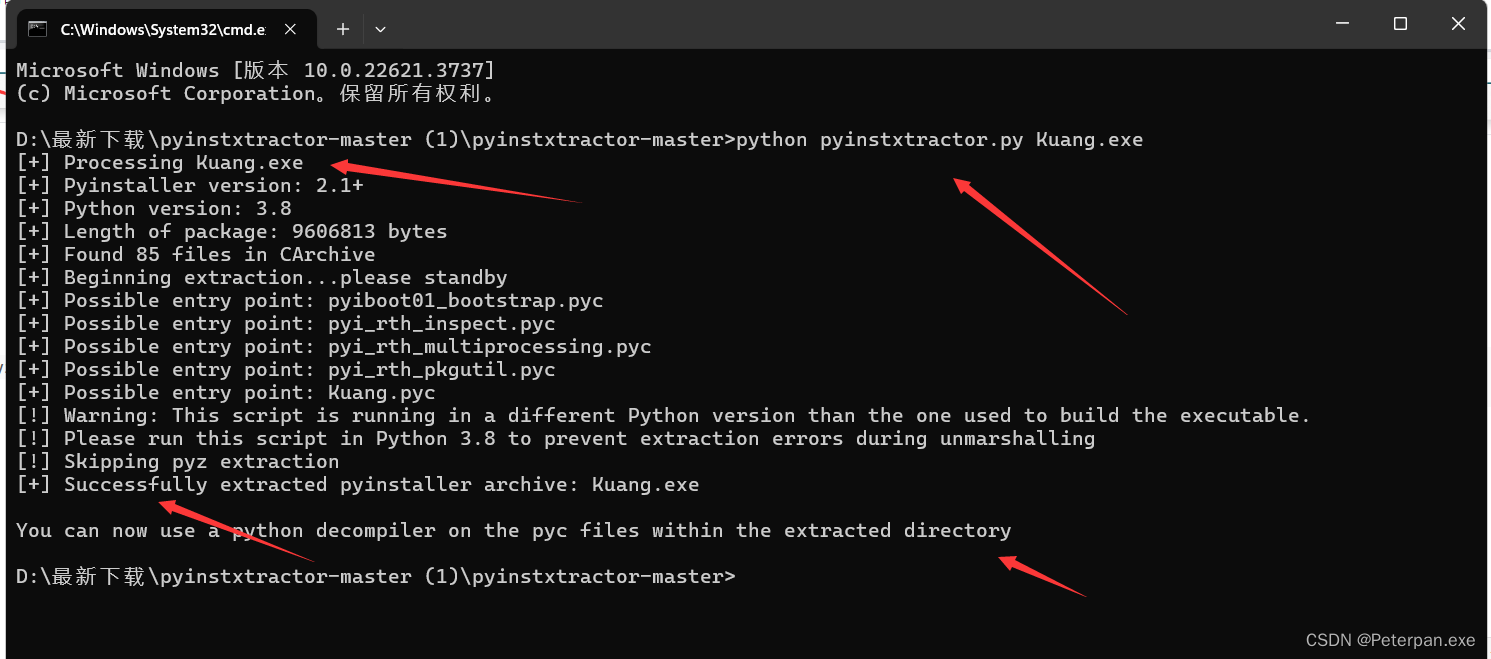 C:\Windows\System32\cmd.e
Microsoft Windows [版本 10.0.22621.3737]
(c) Microsoft Corporation。保留所有权利。
D:\最新下载\pyinstxtractor-master (1)\pyinstxtractor-master>python pyinstxtractor.py Kuang.exe
[+] Processing Kuang.exe
[+] Pyinstaller version: 2.1+
[+] Python version: 3.8
[+] Length of package: 9606813 bytes
[+] Found 85 files in CArchive
[+] Beginning extraction...please standby
[+] Possible entry point: pyiboot01_bootstrap.pyc
[+] Possible entry point: pyi_rth_inspect.pyc
[+] Possible entry point: pyi_rth_multiprocessing.pyc
[+] Possible entry point: pyi_rth_pkgutil.pyc
[+] Possible entry point: Kuang.pyc
[!] Warning: This script is running in a different Python version than the one used to build the executable.
[!] Please run this script in Python 3.8 to prevent extraction errors during unmarshalling
[!] Skipping pyz extraction
[+] Successfully extracted pyinstaller archive: Kuang.exe
You can now use a python decompiler on the pyc files within the extracted directory
D:\最新下载\pyinstxtractor-master (1)\pyinstxtractor-master>
CSDN @Peterpan.exe